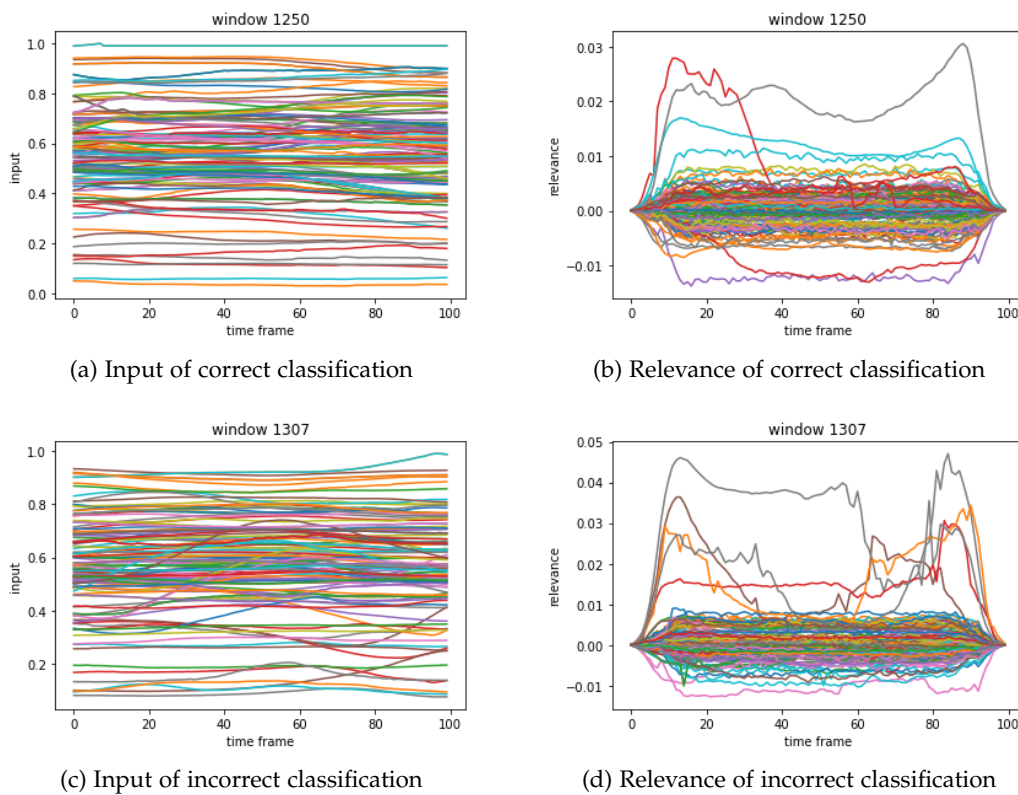 window 1250
1.0
0.8
0.6
0.4
0.2
0.0
input
0 20 40 60 80 100
time frame
(a) Input of correct classification
window 1250
0.03
0.02
0.01
0.00
−0.01
relevance
0 20 40 60 80 100
time frame
(b) Relevance of correct classification
window 1307
1.0
0.8
0.6
0.4
0.2
input
0 20 40 60 80 100
time frame
(c) Input of incorrect classification
window 1307
0.05
0.04
0.03
0.02
0.01
0.00
−0.01
relevance
0 20 40 60 80 100
time frame
(d) Relevance of incorrect classification